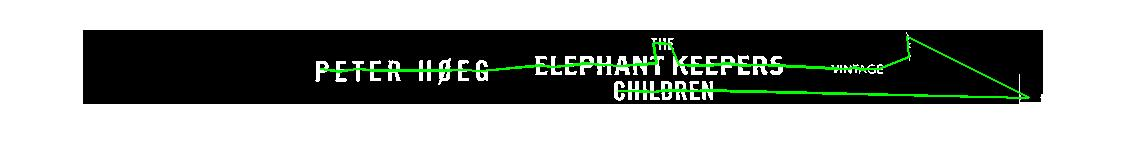 PETER HØEG
THE
ELEPHANT KEEPERS
CHILDREN
VINTAGE